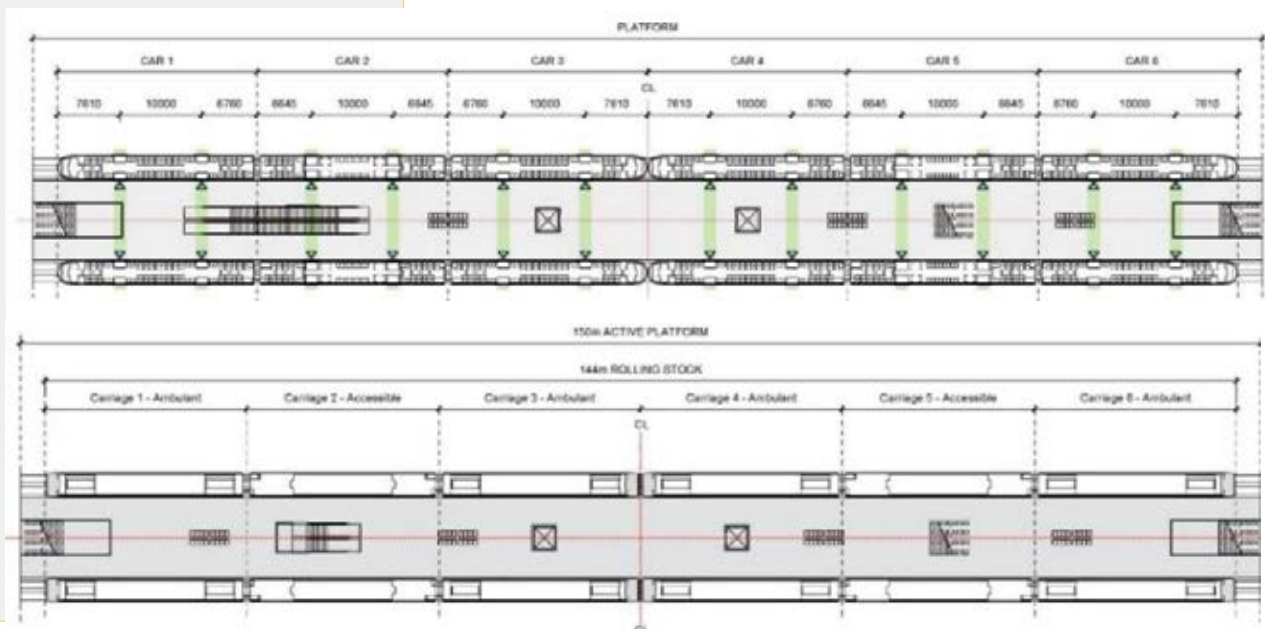 PLATFORM
CAR 1 CAR 2 CAR 3 CAR 4 CAR 5 CAR 6
CL
7610 10000 6760 6645 10000 6645 6760 10000 7610 7610 10000 6760 6645 10000 6645 6760 10000 7610
150m ACTIVE PLATFORM
144m ROLLING STOCK
Carriage 1 - Ambulant Carriage 2 - Accessible Carriage 3 - Ambulant Carriage 4 - Ambulant Carriage 5 - Accessible Carriage 6 - Ambulant
CL
CL